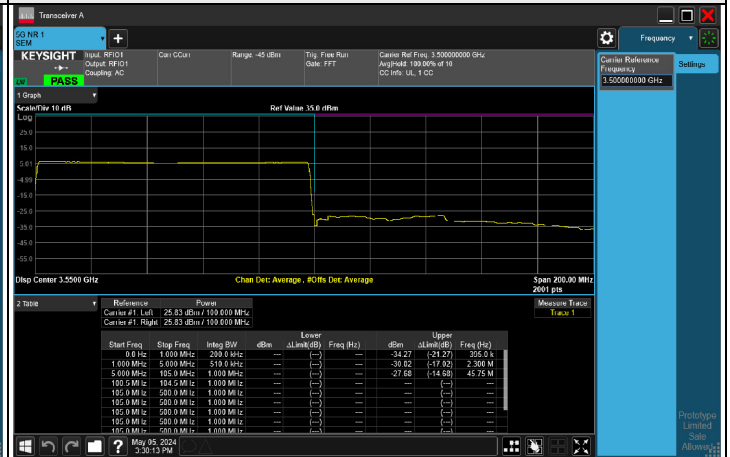 Transceiver A
5G NR 1
SEM
Frequency
KEYSIGHT
PASS
Input: RFIO1
Output: RFIO1
Coupling: AC
Corr CCorr
Range: -45 dBm
Trig: Free Run
Gate: FFT
Carrier Ref Freq: 3.500000000 GHz
Avg|Hold: 100.00% of 10
CC Info: UL, 1 CC
Carrier Reference
Frequency
3.500000000 GHz
Settings
1 Graph
Scale/Div 10 dB
Ref Value 35.0 dBm
Log
25.0
15.0
5.01
-4.99
-15.0
-25.0
-35.0
-45.0
-55.0
Disp Center 3.5500 GHz
Chan Det: Average , #Offs Det: Average
Span 200.00 MHz
2001 pts
2 Table
Reference Power
Carrier #1. Left 25.83 dBm / 100.000 MHz
Carrier #1. Right 25.83 dBm / 100.000 MHz
Measure Trace
Trace 1
Lower Upper
Start Freq Stop Freq Integ BW dBm ΔLimit(dB) Freq (Hz) dBm ΔLimit(dB) Freq (Hz)
0.0 Hz 1.000 MHz 200.0 kHz --- (---) --- -34.27 (-21.27) 395.0 k
1.000 MHz 5.000 MHz 510.0 kHz --- (---) --- -30.02 (-17.02) 2.300 M
5.000 MHz 105.0 MHz 1.000 MHz --- (---) --- -27.68 (-14.68) 45.75 M
100.5 MHz 104.5 MHz 1.000 MHz --- (---) --- --- (---) ---
105.0 MHz 500.0 MHz 1.000 MHz --- (---) --- --- (---) ---
105.0 MHz 500.0 MHz 1.000 MHz --- (---) --- --- (---) ---
105.0 MHz 500.0 MHz 1.000 MHz --- (---) --- --- (---) ---
105.0 MHz 500.0 MHz 1.000 MHz --- (---) --- --- (---) ---
105.0 MHz 500.0 MHz 1.000 MHz --- (---) --- --- (---) ---
Prototype
Limited
Sale
Allowed
May 05, 2024
3:30:13 PM